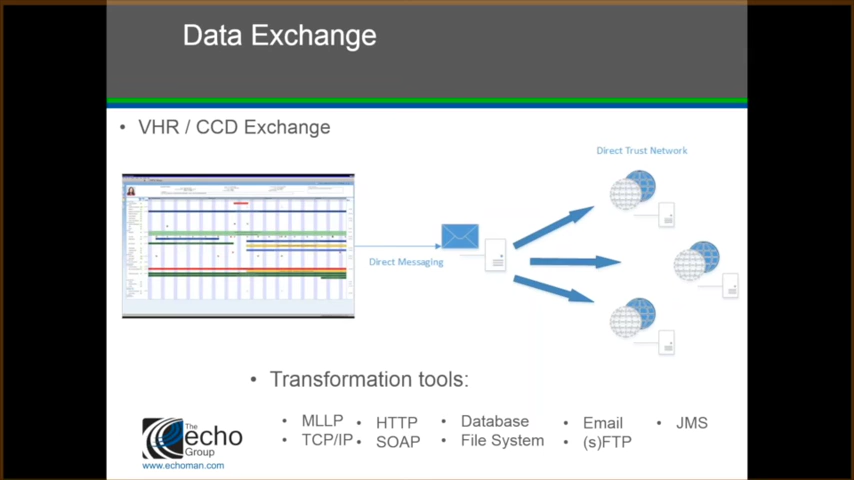 Data Exchange
• VHR / CCD Exchange
Direct Trust Network
Direct Messaging
• Transformation tools:
• MLLP • HTTP • Database • Email • JMS
• TCP/IP • SOAP • File System • (s)FTP
The
echo
Group
www.echoman.com